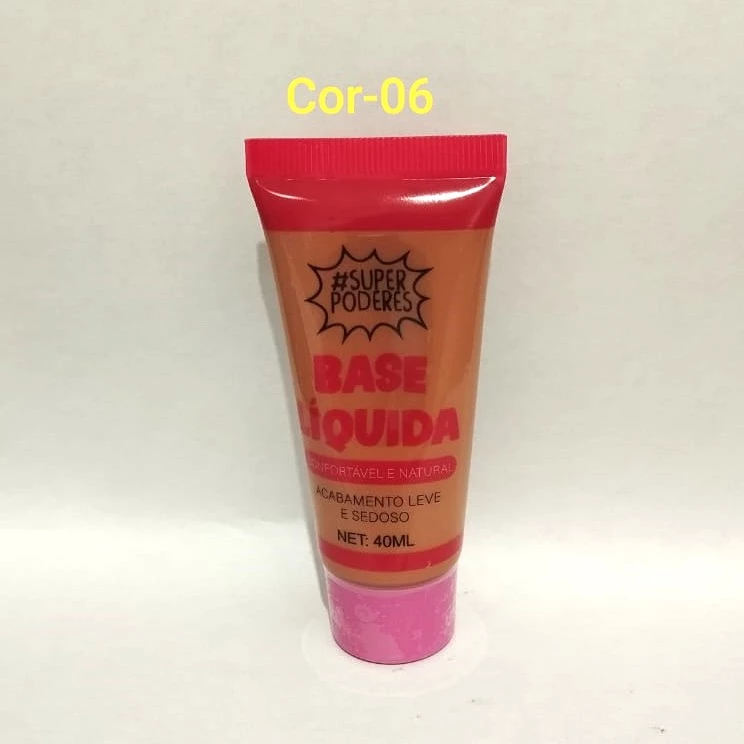 Cor-06
#SUPER
PODERES
BASE
LÍQUIDA
CONFORTÁVEL E NATURAL
ACABAMENTO LEVE
E SEDOSO
NET: 40ML